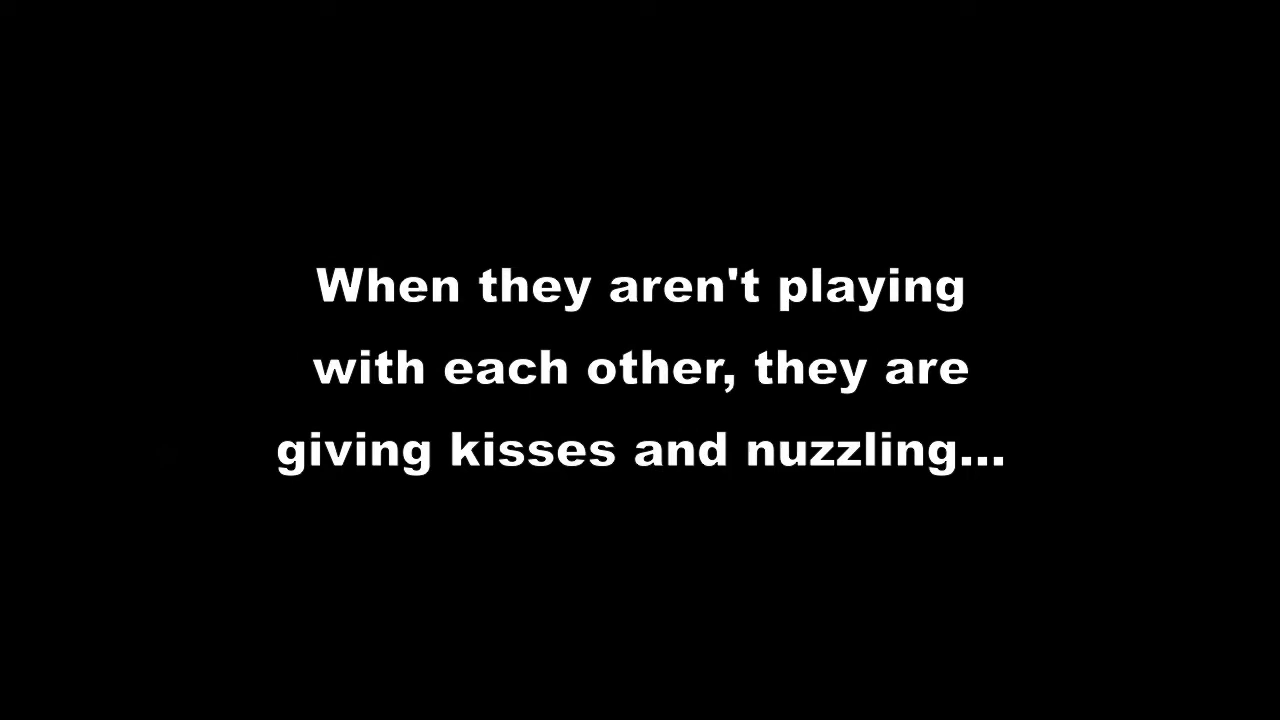 When they aren't playing
with each other, they are
giving kisses and nuzzling...